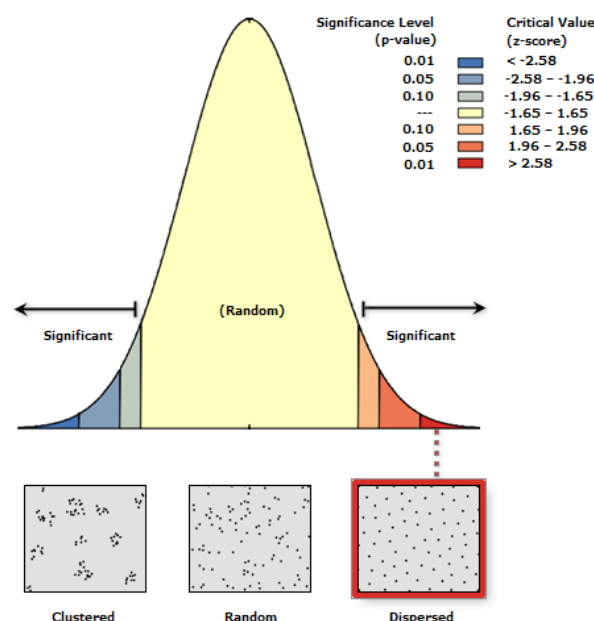 Significance Level Critical Value
(p-value) (z-score)
0.01 < -2.58
0.05 -2.58 – -1.96
0.10 -1.96 – -1.65
--- -1.65 – 1.65
0.10 1.65 – 1.96
0.05 1.96 – 2.58
0.01 > 2.58
(Random)
Significant Significant
Clustered Random Dispersed